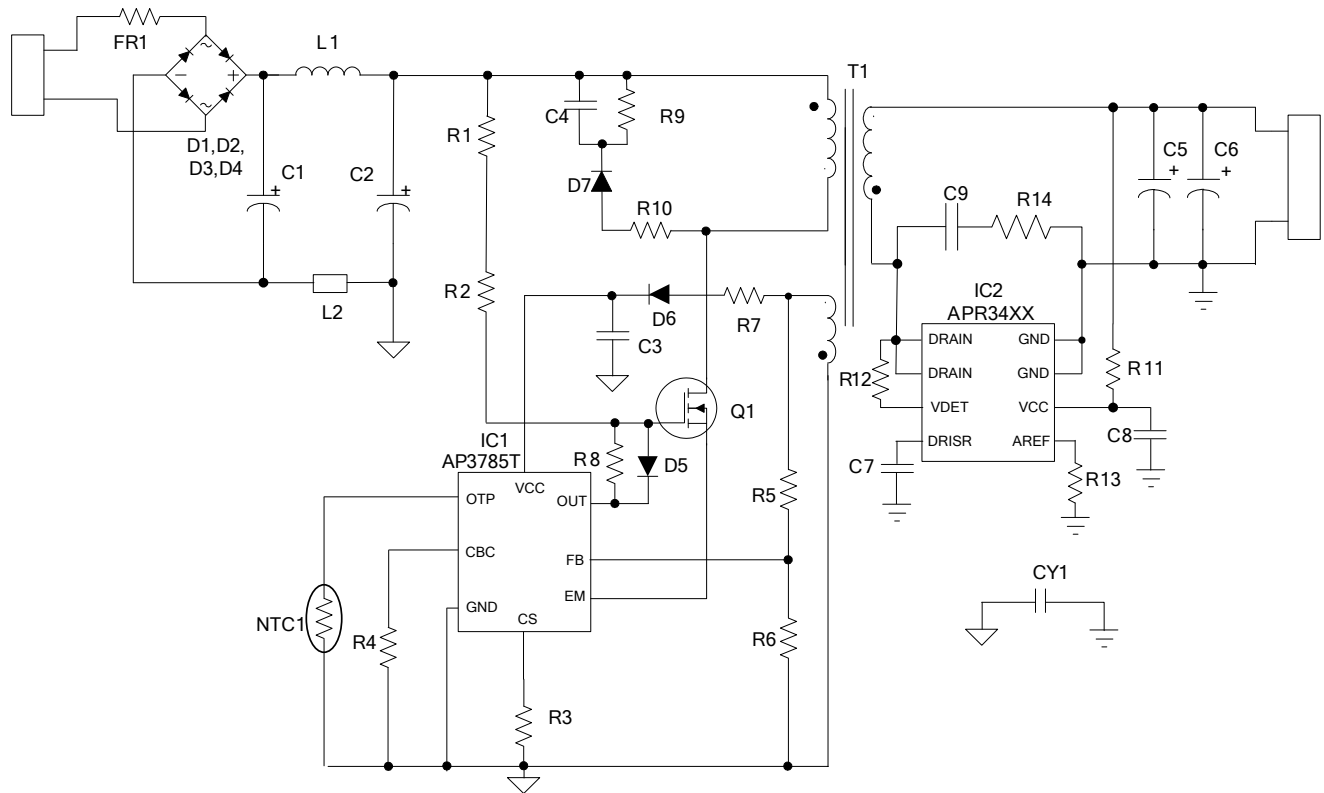 FR1
L1
T1
~
−
+
~
D1,D2,
D3,D4
C1
+
C2
+
R1
C4
R9
D7
R10
C5
+
C6
+
C9
R14
R2
L2
D6
R7
C3
IC2
APR34XX
DRAIN
GND
DRAIN
GND
VDET
VCC
DRISR
AREF
R12
R11
C8
C7
R13
Q1
IC1
AP3785T
R8
D5
VCC
OTP
OUT
CBC
FB
GND
EM
CS
R5
R6
NTC1
R4
R3
CY1